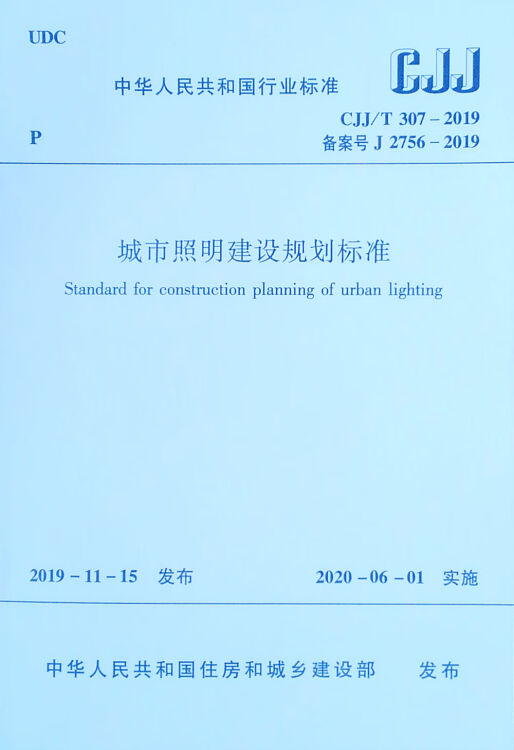 UDC
中华人民共和国行业标准 CJJ
CJJ/T 307-2019
P
备案号 J 2756-2019
城市照明建设规划标准
Standard for construction planning of urban lighting
2019-11-15 发布 2020-06-01 实施
中华人民共和国住房和城乡建设部 发布